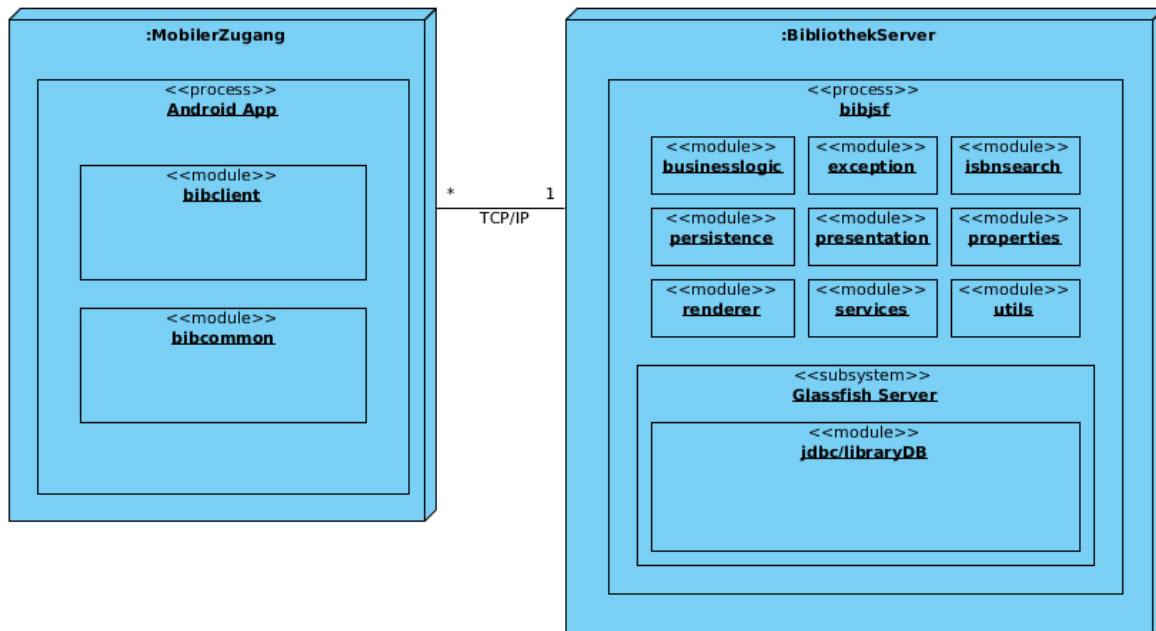 :MobilerZugang
<<process>>
Android App
<<module>>
bibclient
<<module>>
bibcommon
* 1
TCP/IP
:BibliothekServer
<<process>>
bibjsf
<<module>> <<module>> <<module>>
businesslogic exception isbnsearch
<<module>> <<module>> <<module>>
persistence presentation properties
<<module>> <<module>> <<module>>
renderer services utils
<<subsystem>>
Glassfish Server
<<module>>
jdbc/libraryDB